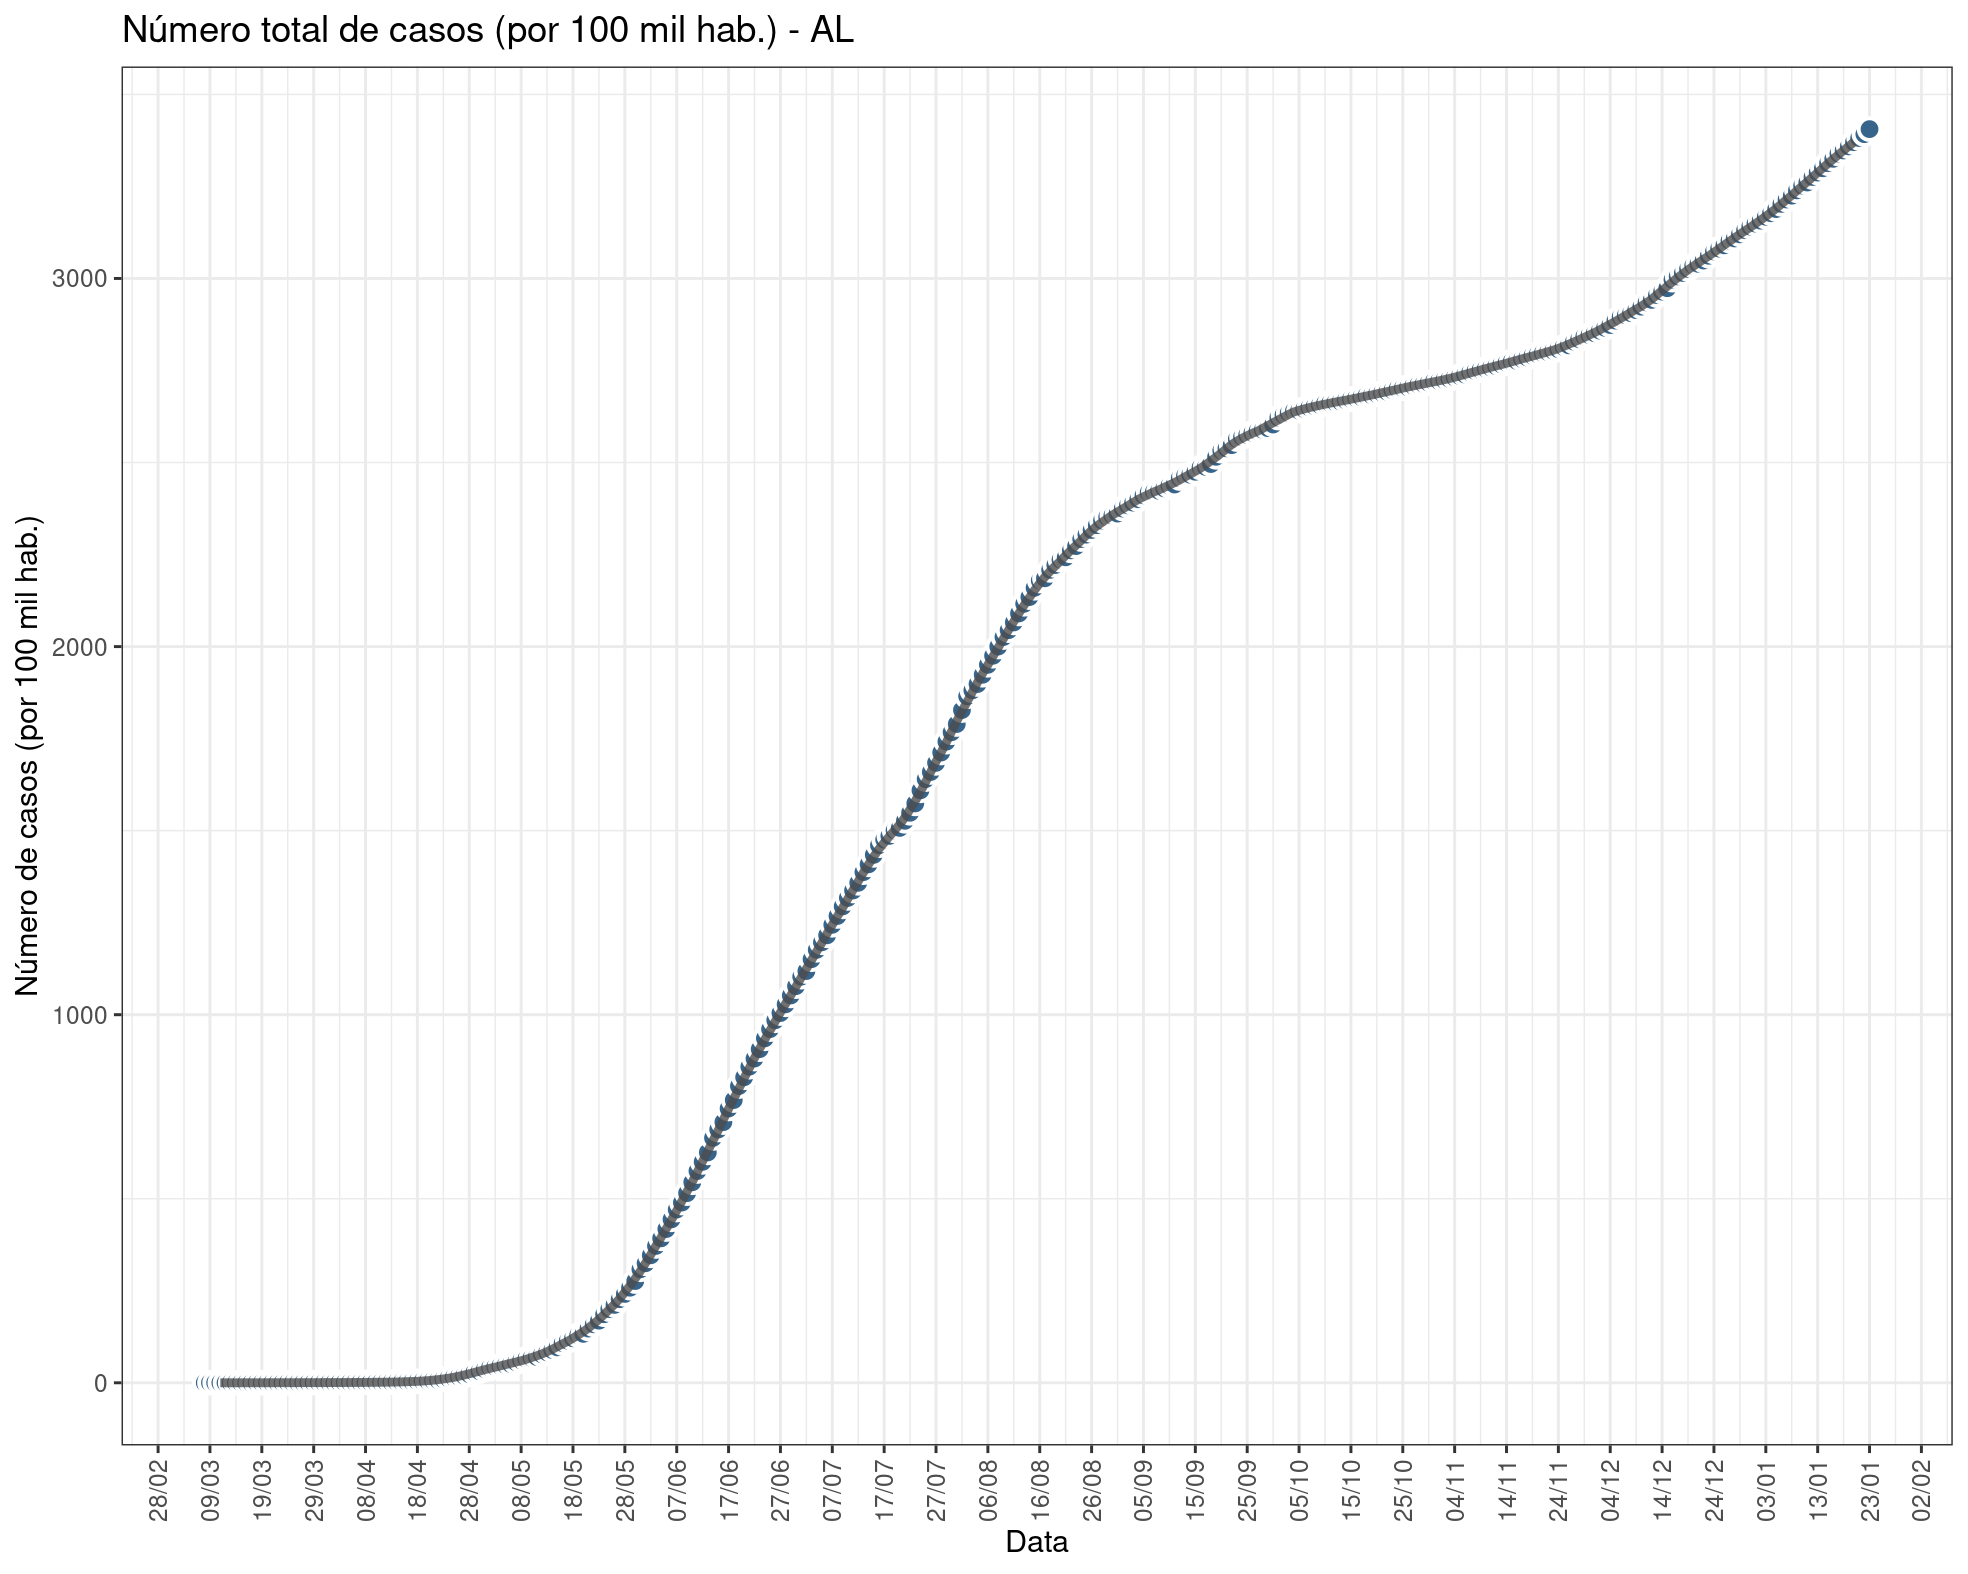 Número total de casos (por 100 mil hab.) - AL
Número de casos (por 100 mil hab.)
3000
2000
1000
0
28/02 09/03 19/03 29/03 08/04 18/04 28/04 08/05 18/05 28/05 07/06 17/06 27/06 07/07 17/07 27/07 06/08 16/08 26/08 05/09 15/09 25/09 05/10 15/10 25/10 04/11 14/11 24/11 04/12 14/12 24/12 03/01 13/01 23/01 02/02
Data